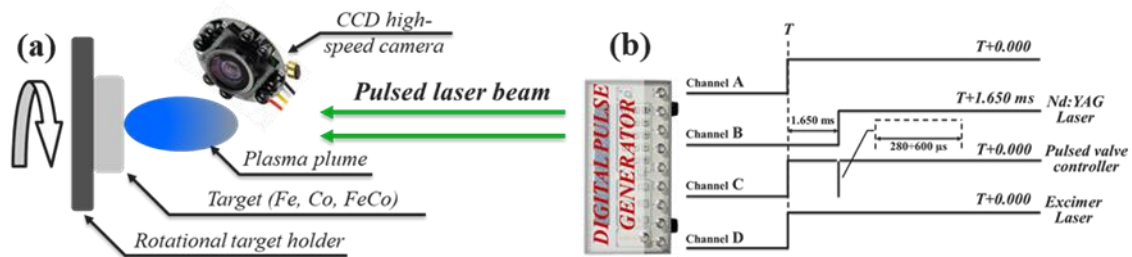 (a)
CCD high-
speed camera
Pulsed laser beam
Plasma plume
Target (Fe, Co, FeCo)
Rotational target holder
(b)
DIGITAL PULSE
GENERATOR
T
T+0.000
Channel A
T+1.650 ms
Nd:YAG
Laser
1.650 ms
Channel B
280÷600 µs
T+0.000
Pulsed valve
controller
Channel C
T+0.000
Excimer
Laser
Channel D